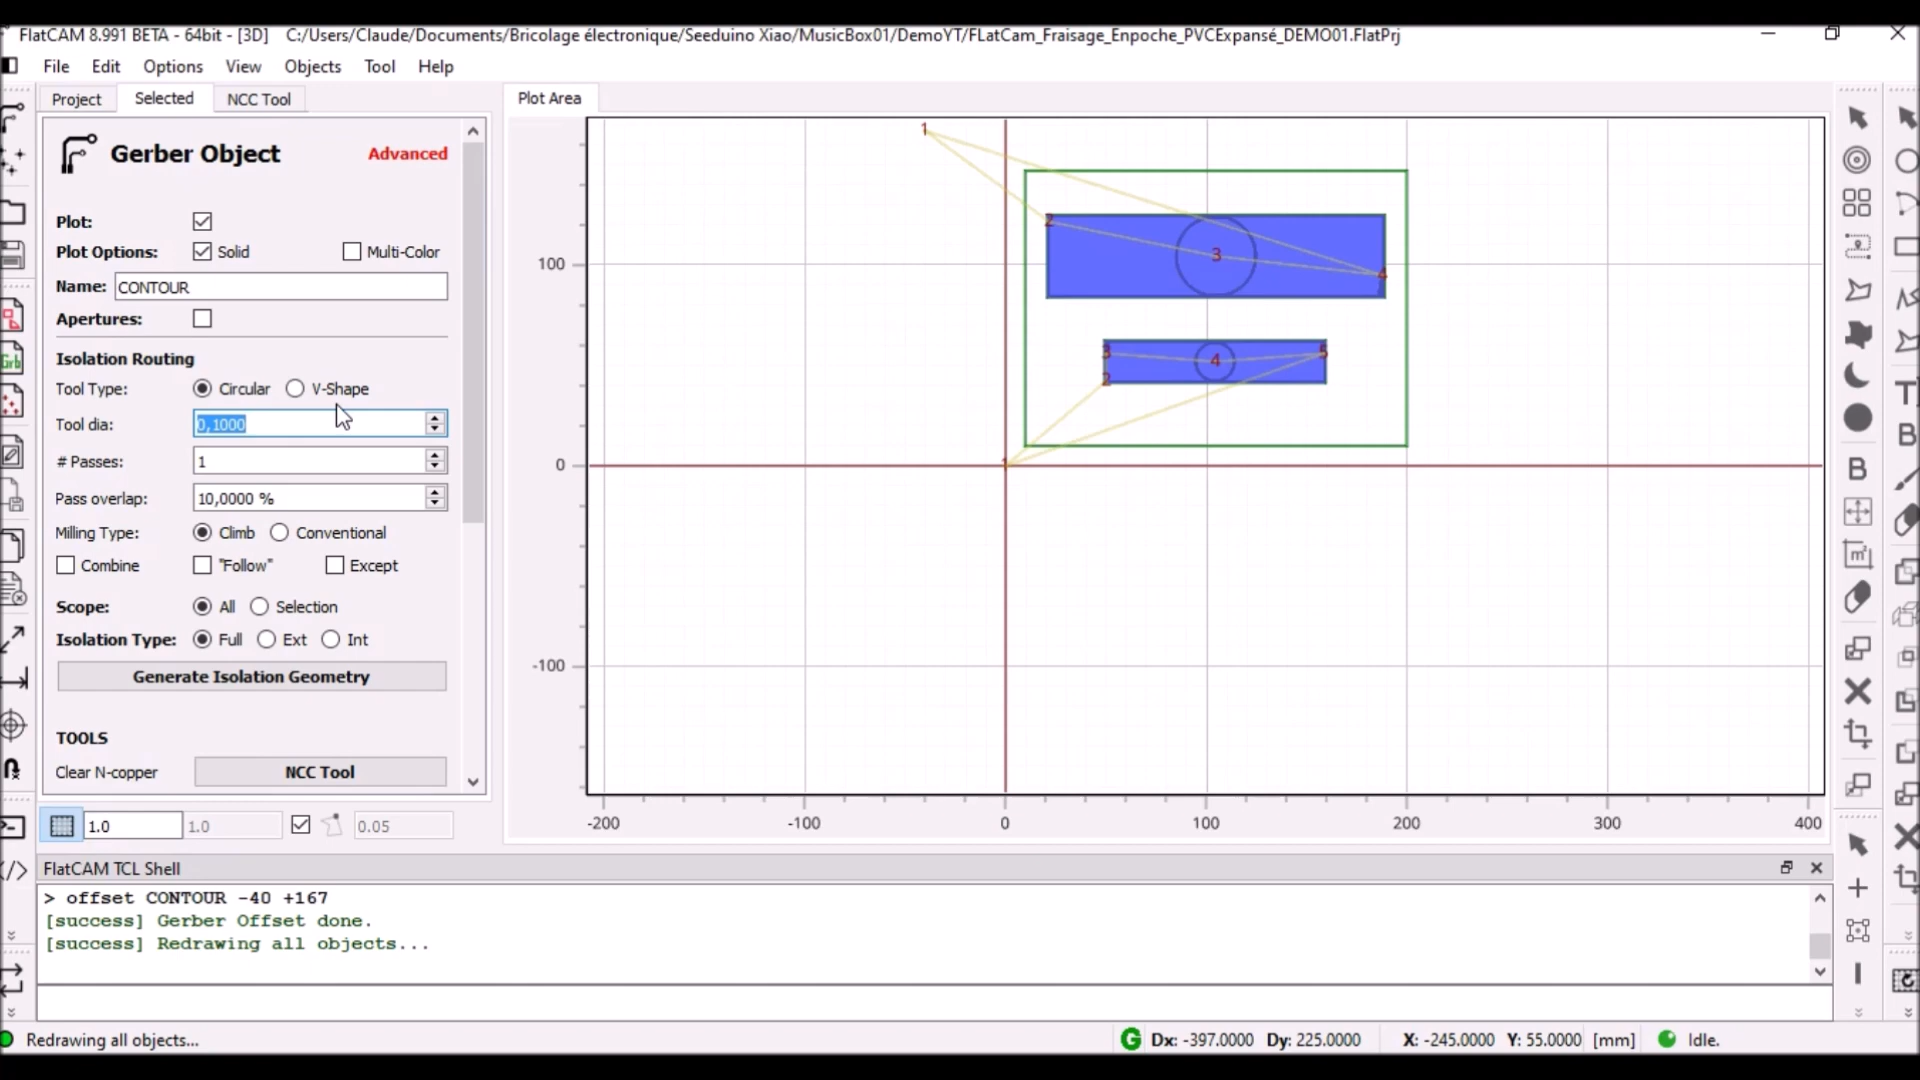 FlatCAM 8.991 BETA - 64bit - [3D] C:/Users/Claude/Documents/Bricolage électronique/Seeduino Xiao/MusicBox01/DemoYT/FLatCam_Fraisage_Enpoche_PVCExpansé_DEMO01.FlatPrj
File Edit Options View Objects Tool Help
Project Selected NCC Tool
Plot Area
Gerber Object Advanced
Plot:
Plot Options: Solid Multi-Color
Name: CONTOUR
Apertures:
Isolation Routing
Tool Type: Circular V-Shape
Tool dia: 0,1000
# Passes: 1
Pass overlap: 10,0000 %
Milling Type: Climb Conventional
Combine "Follow" Except
Scope: All Selection
Isolation Type: Full Ext Int
Generate Isolation Geometry
TOOLS
Clear N-copper NCC Tool
1.0 1.0 0.05
100
0
-100
-200 -100 0 100 200 300 400
1
2
3
4
3
4
5
2
1
Grb
B
m²
T
B
FlatCAM TCL Shell
> offset CONTOUR -40 +167
[success] Gerber Offset done.
[success] Redrawing all objects...
Redrawing all objects... G Dx: -397.0000 Dy: 225.0000 X: -245.0000 Y: 55.0000 [mm] Idle.